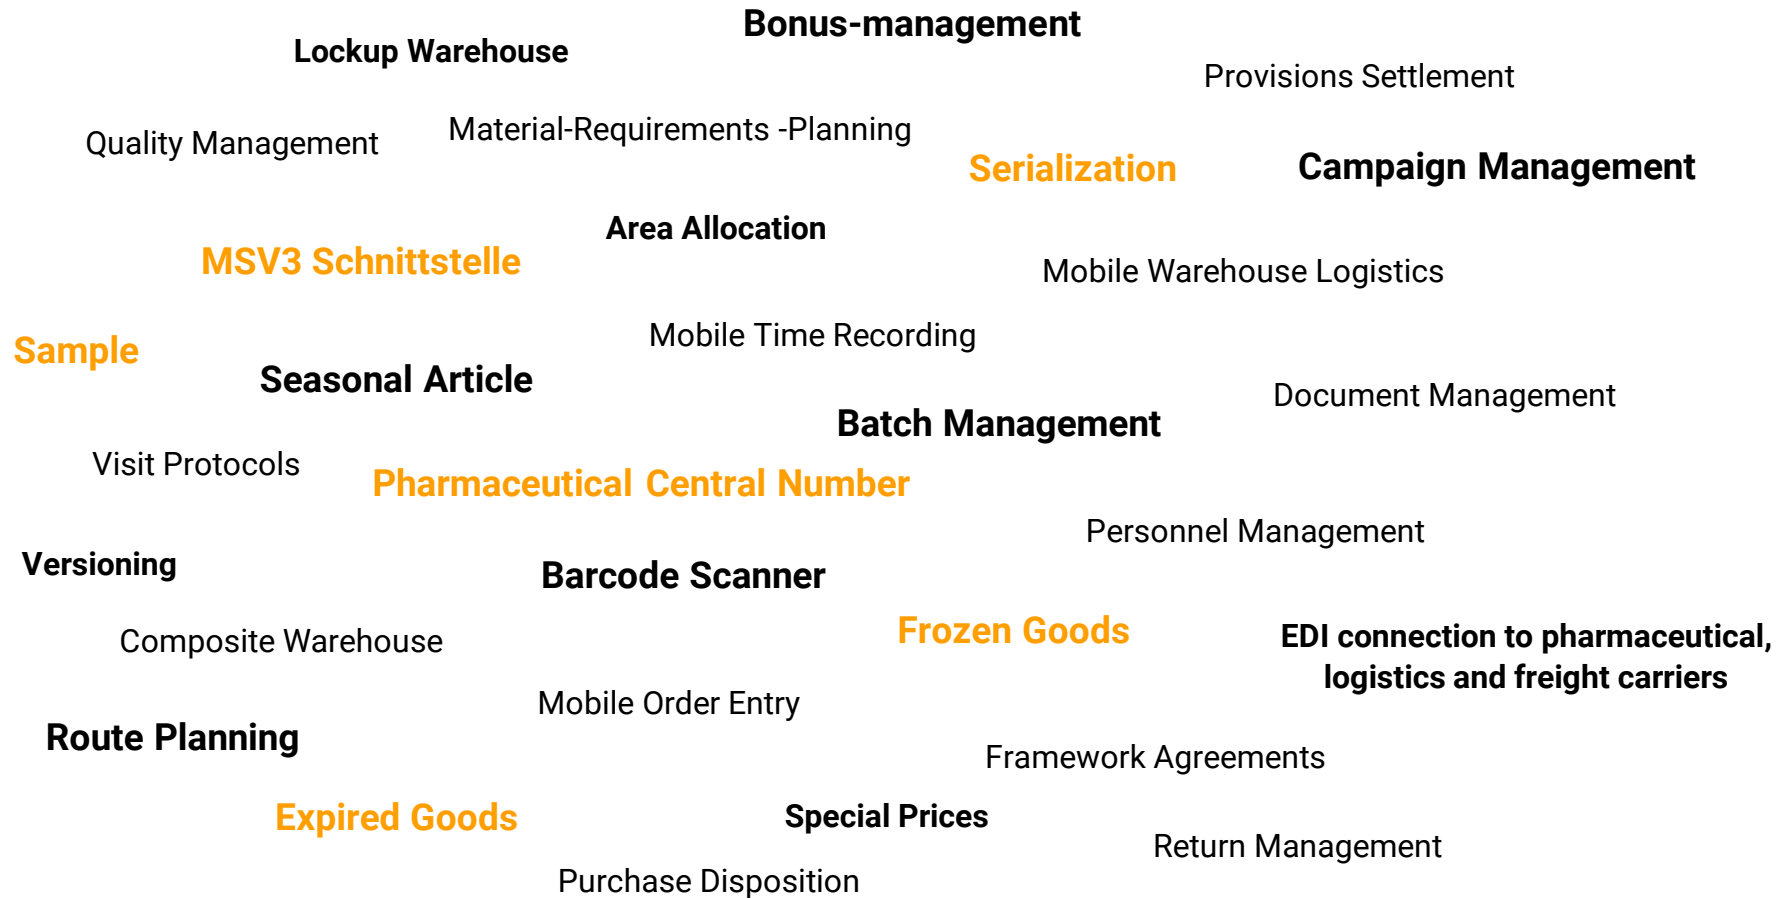 Bonus-management
Lockup Warehouse
Provisions Settlement
Material-Requirements -Planning
Quality Management
Serialization
Campaign Management
Area Allocation
MSV3 Schnittstelle
Mobile Warehouse Logistics
Mobile Time Recording
Sample
Seasonal Article
Document Management
Batch Management
Visit Protocols
Pharmaceutical Central Number
Personnel Management
Versioning
Barcode Scanner
Frozen Goods
Composite Warehouse
EDI connection to pharmaceutical,
logistics and freight carriers
Mobile Order Entry
Route Planning
Framework Agreements
Expired Goods
Special Prices
Return Management
Purchase Disposition